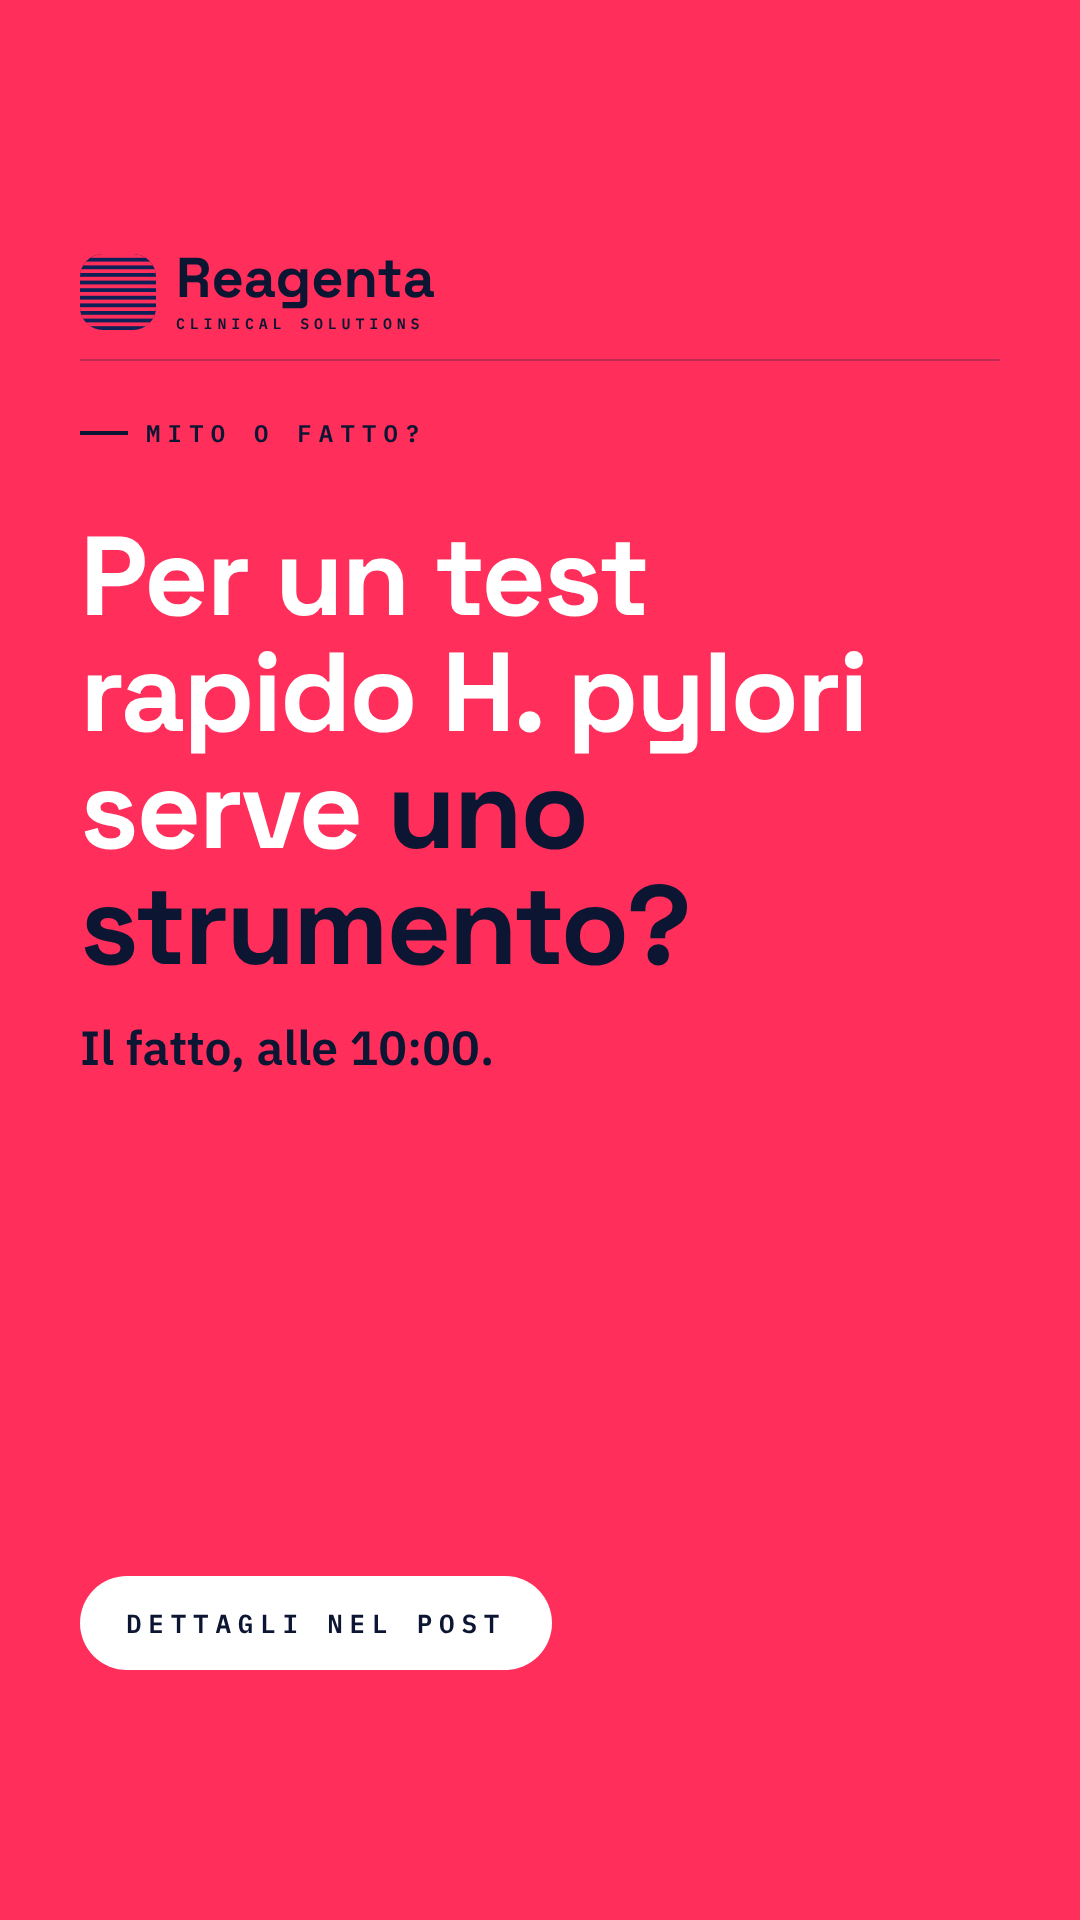 Reagenta
CLINICAL SOLUTIONS
MITO O FATTO?
Per un test
rapido H. pylori
serve uno
strumento?
Il fatto, alle 10:00.
DETTAGLI NEL POST